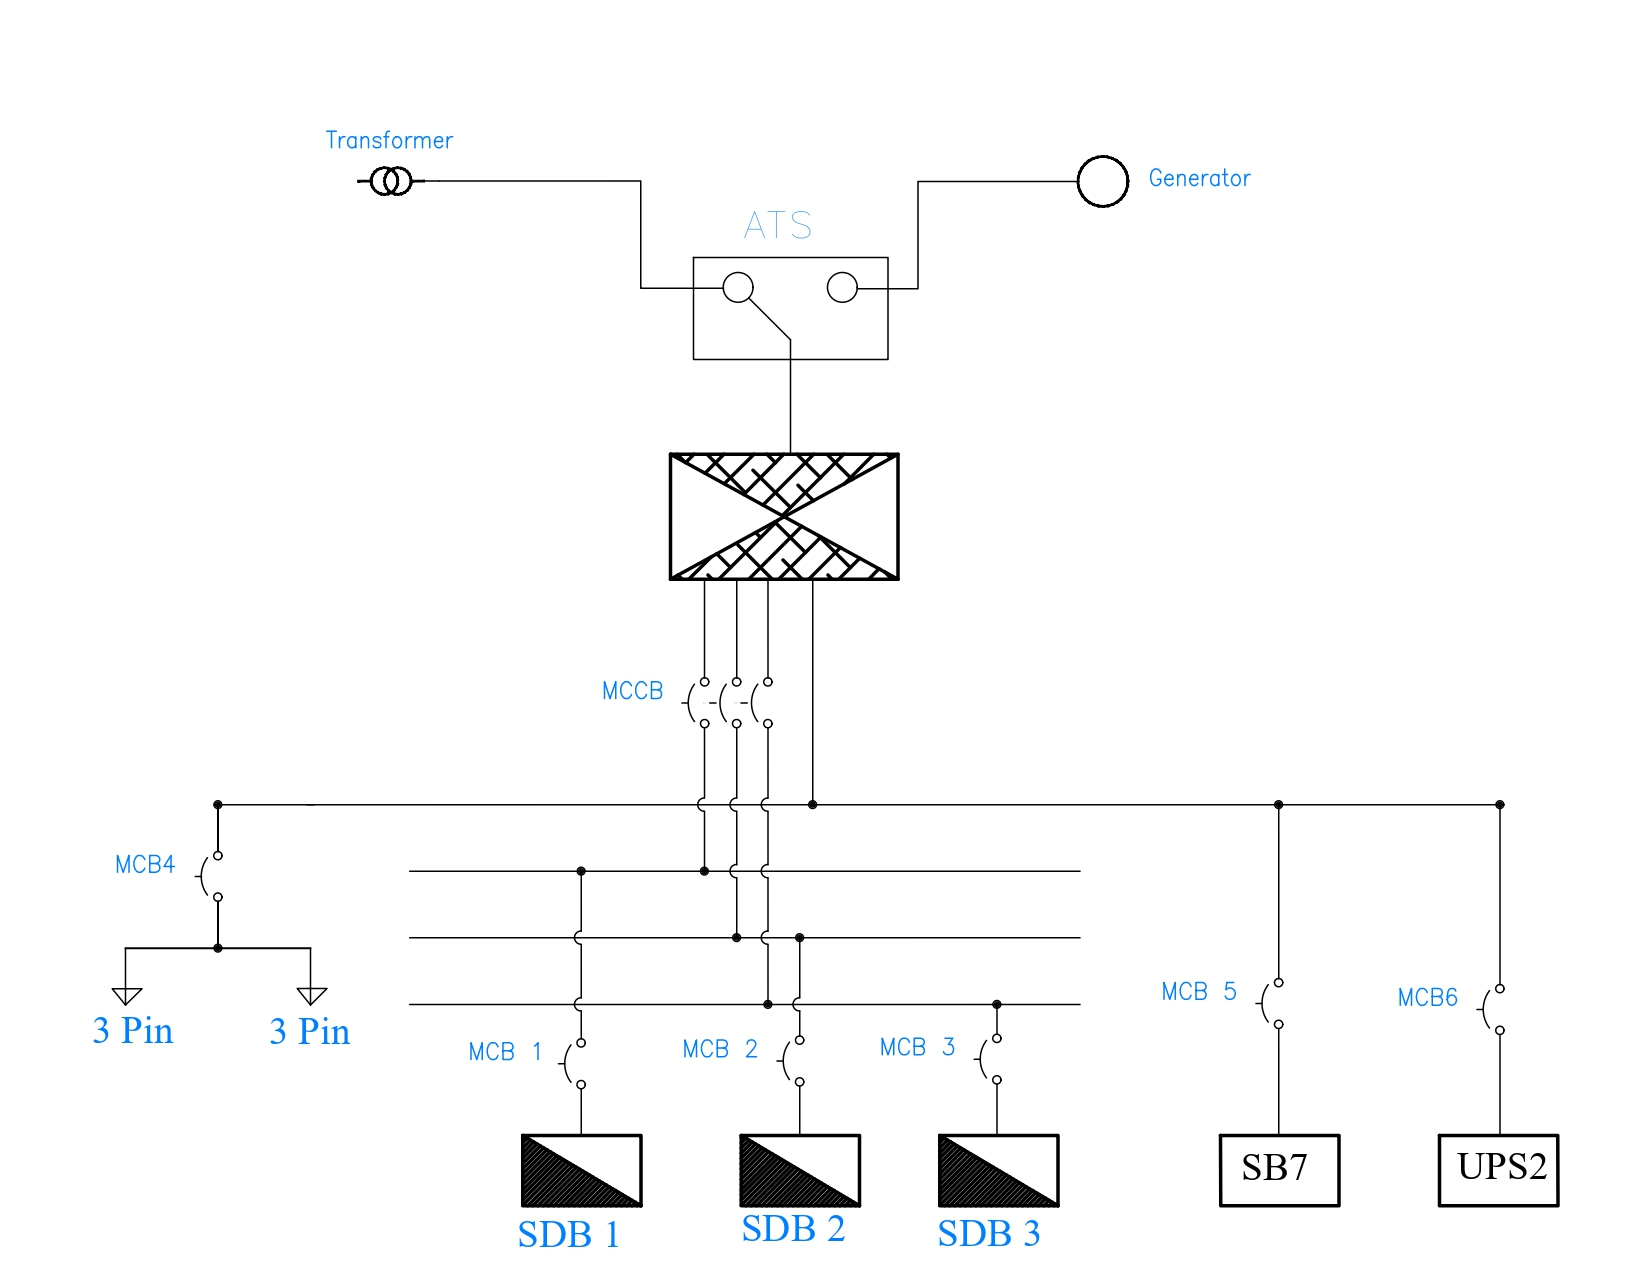 Transformer
Generator
ATS
MCCB
MCB4
MCB 5
MCB6
3 Pin
3 Pin
MCB 1
MCB 2
MCB 3
SB7
UPS2
SDB 1
SDB 2
SDB 3